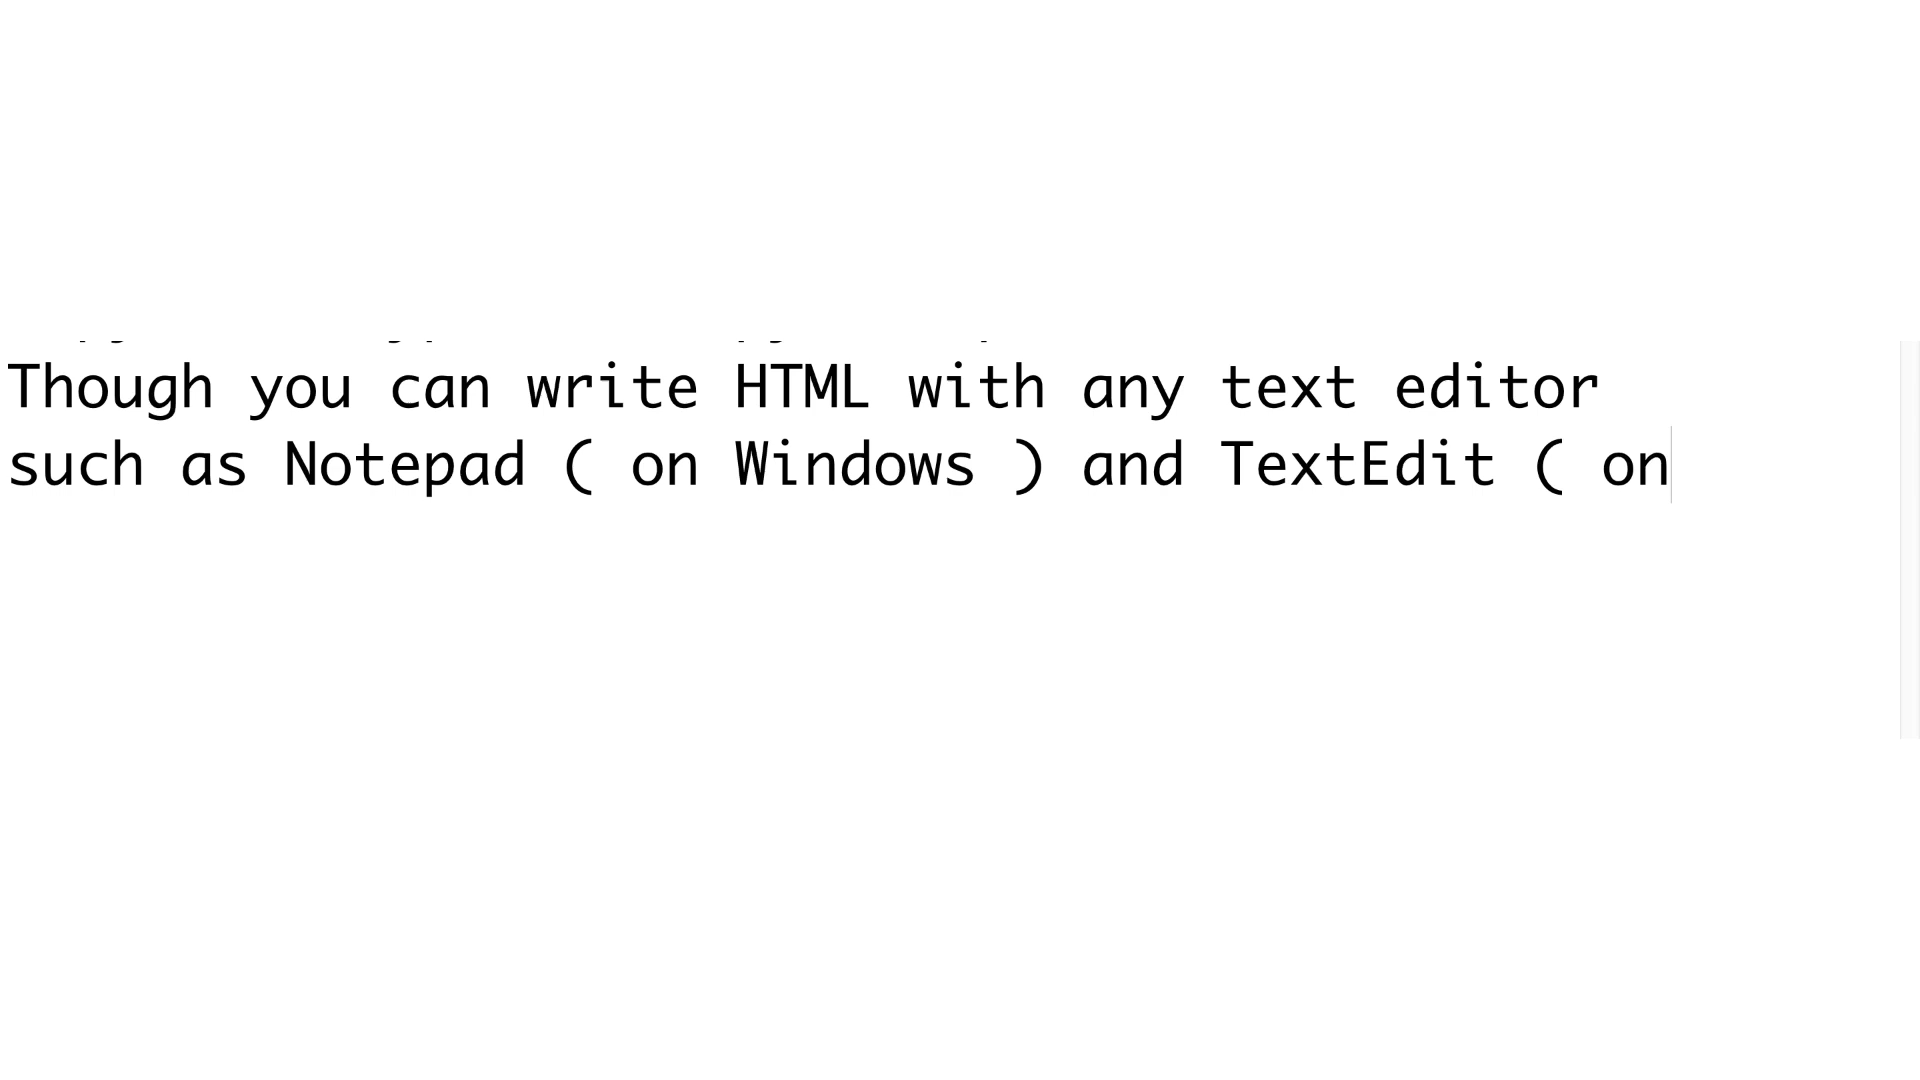 Though you can write HTML with any text editor
such as Notepad ( on Windows ) and TextEdit ( on